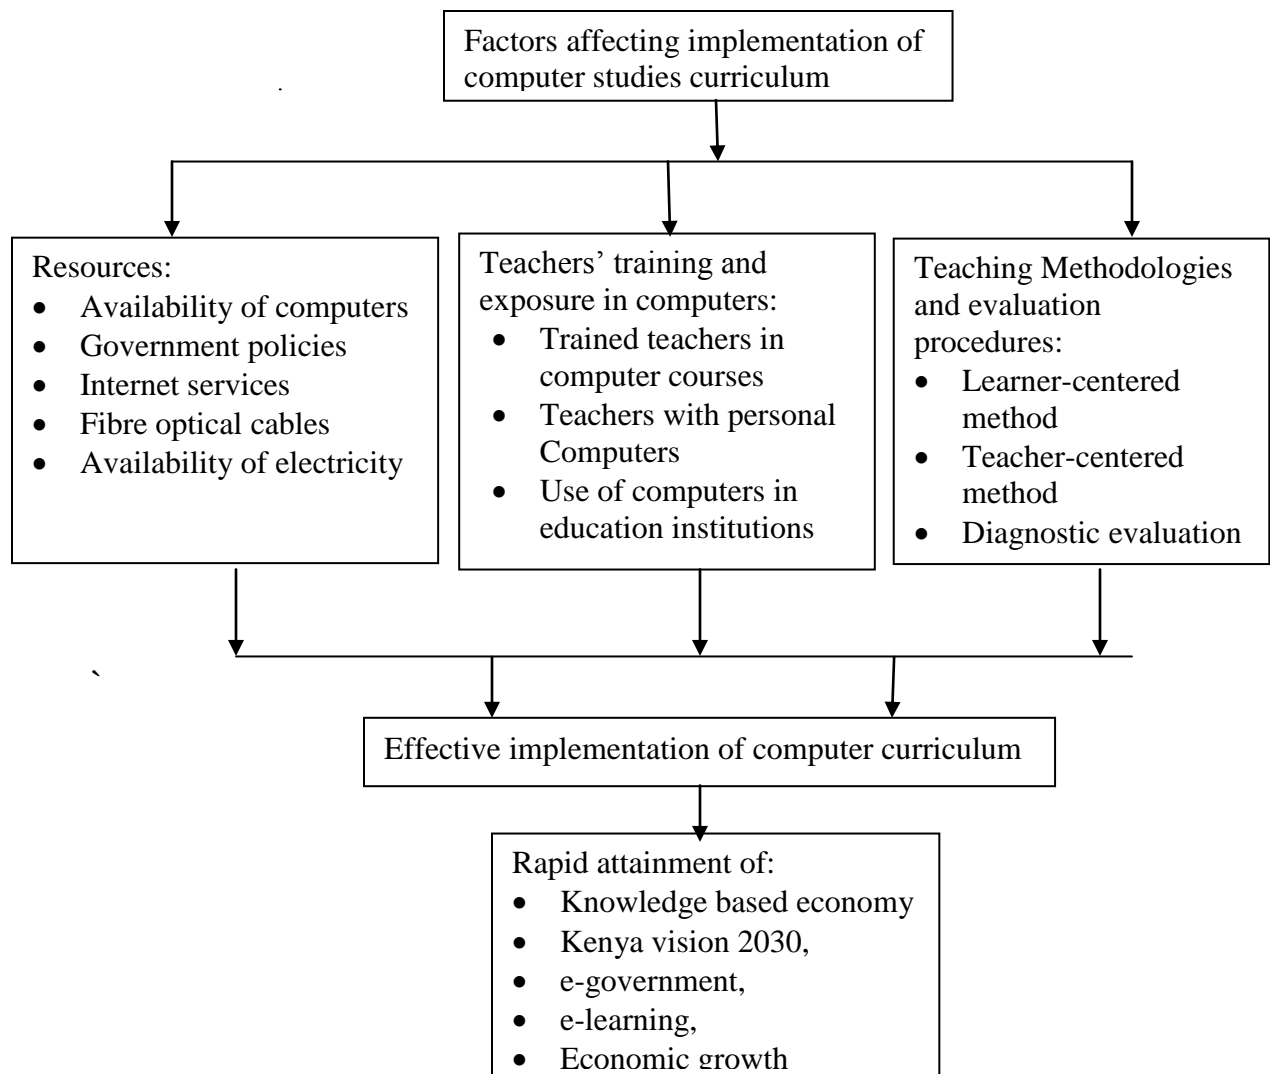 Factors affecting implementation of
computer studies curriculum
Resources:
• Availability of computers
• Government policies
• Internet services
• Fibre optical cables
• Availability of electricity
Teachers’ training and
exposure in computers:
• Trained teachers in
computer courses
• Teachers with personal
Computers
• Use of computers in
education institutions
Teaching Methodologies
and evaluation
procedures:
• Learner-centered
method
• Teacher-centered
method
• Diagnostic evaluation
Effective implementation of computer curriculum
Rapid attainment of:
• Knowledge based economy
• Kenya vision 2030,
• e-government,
• e-learning,
• Economic growth